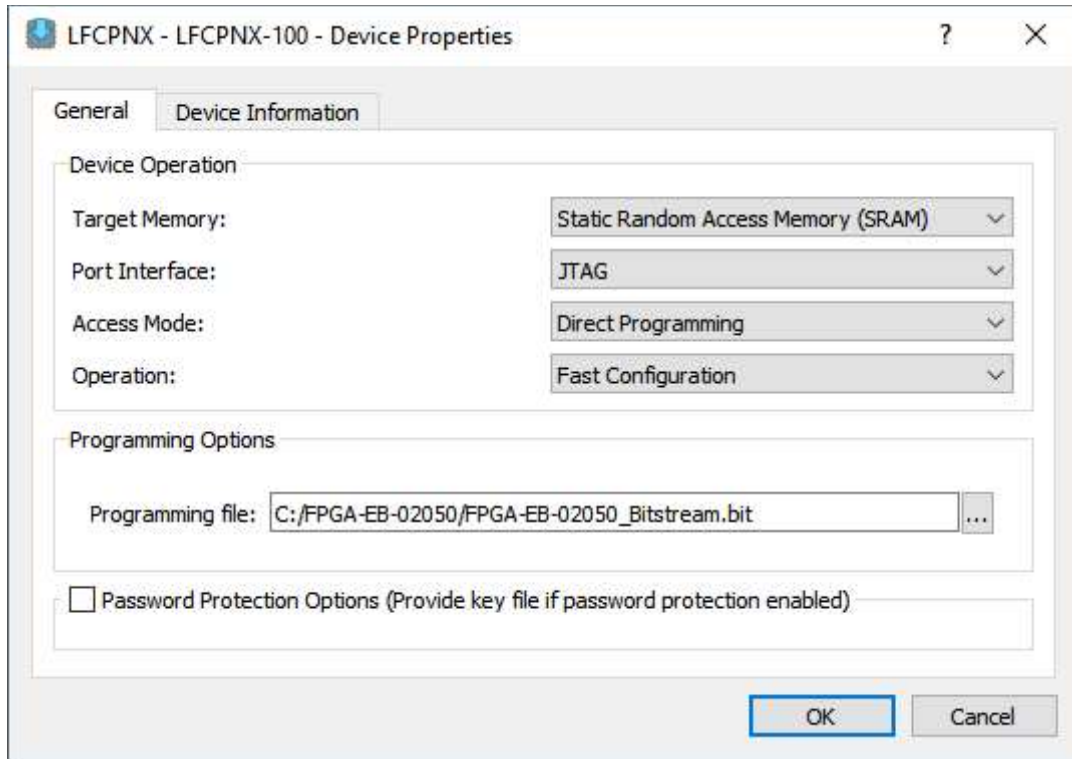 LFCPNX - LFCPNX-100 - Device Properties ?
General Device Information
Device Operation
Target Memory: Static Random Access Memory (SRAM)
Port Interface: JTAG
Access Mode: Direct Programming
Operation: Fast Configuration
Programming Options
Programming file: C:/FPGA-EB-02050/FPGA-EB-02050_Bitstream.bit ...
Password Protection Options (Provide key file if password protection enabled)
OK Cancel